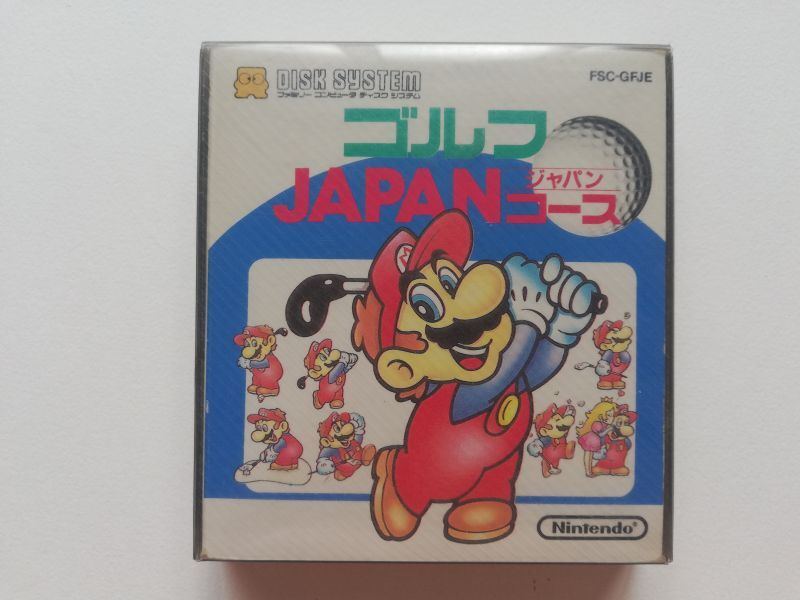 DISK SYSTEM
ファミリー コンピュータ ディスク システム
FSC-GFJE
ゴルフ
JAPAN
ジャパン
コース
M
Nintendo®